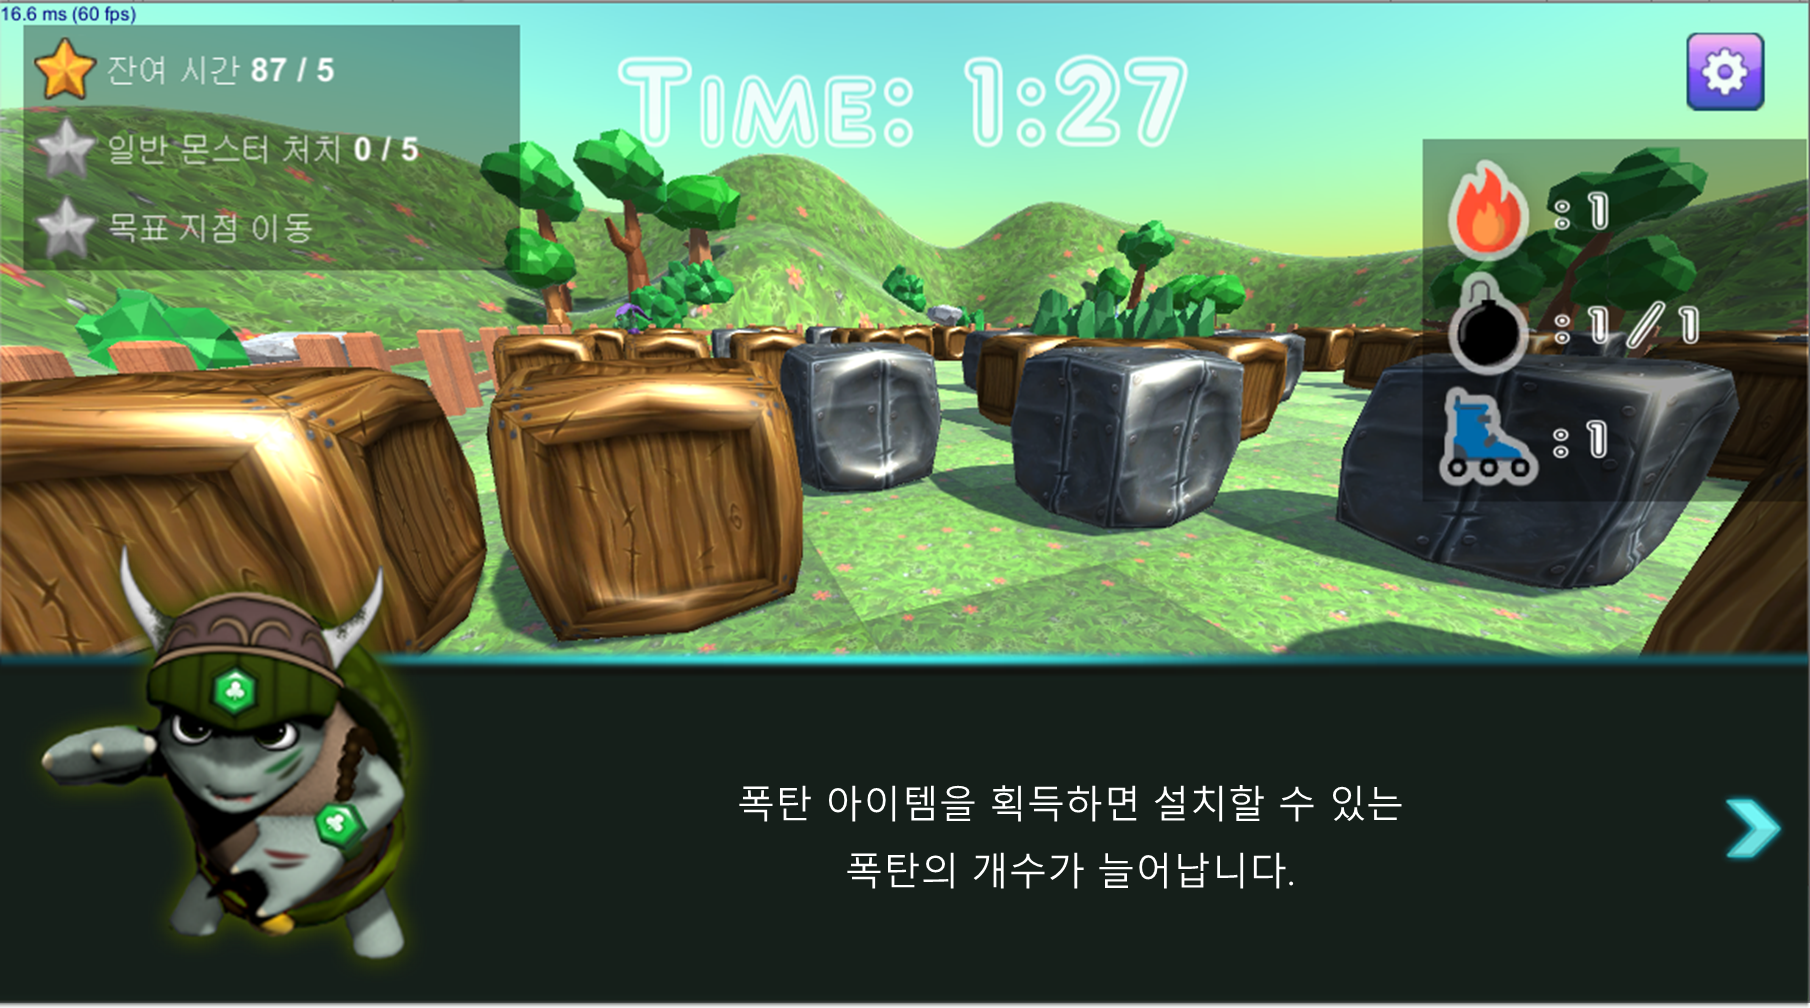 16.6 ms (60 fps)
잔여 시간 87 / 5
일반 몬스터 처치 0 / 5
목표 지점 이동
TIME: 1:27
: 1
: 1 / 1
: 1
폭탄 아이템을 획득하면 설치할 수 있는
폭탄의 개수가 늘어납니다.